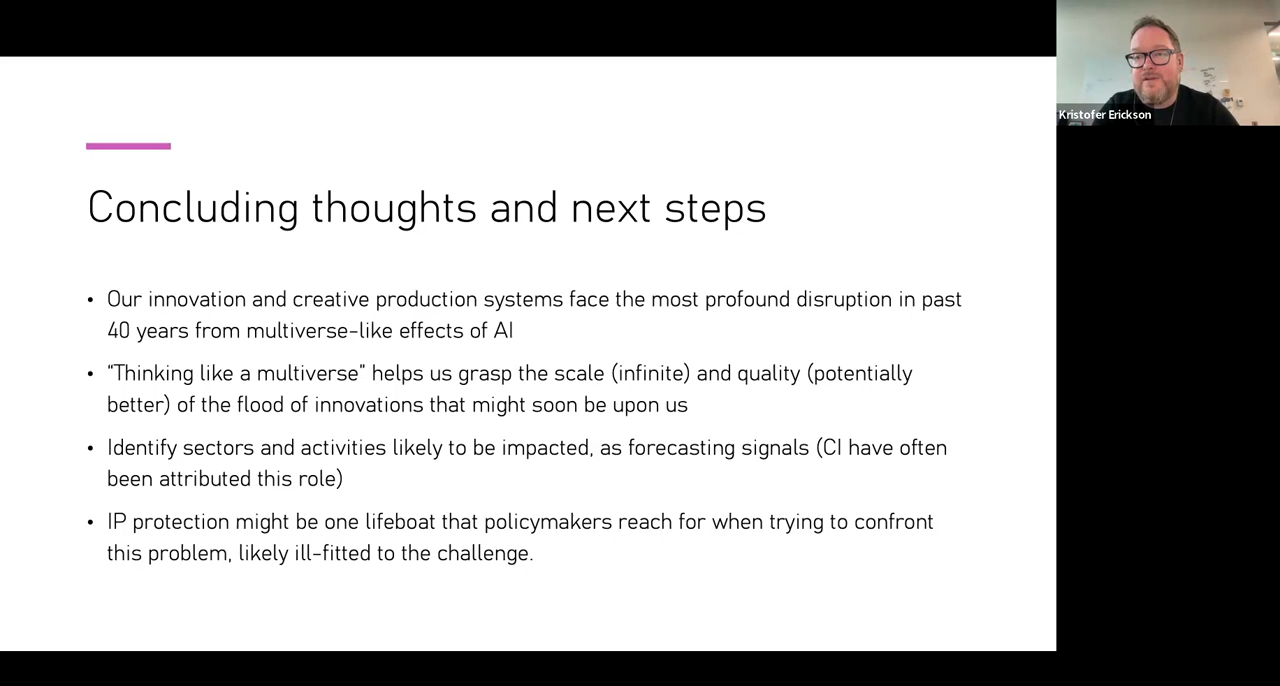 Kristofer Erickson
Concluding thoughts and next steps
• Our innovation and creative production systems face the most profound disruption in past
40 years from multiverse-like effects of AI
• “Thinking like a multiverse” helps us grasp the scale (infinite) and quality (potentially
better) of the flood of innovations that might soon be upon us
• Identify sectors and activities likely to be impacted, as forecasting signals (CI have often
been attributed this role)
• IP protection might be one lifeboat that policymakers reach for when trying to confront
this problem, likely ill-fitted to the challenge.